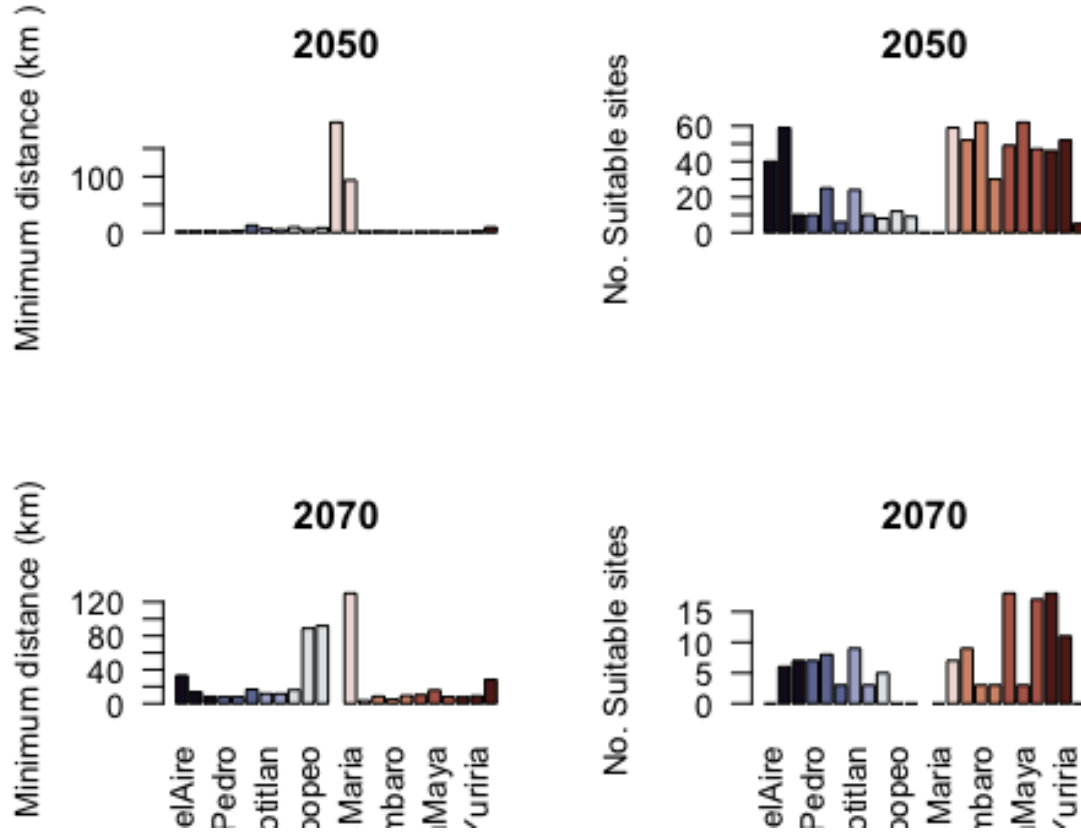 2050
Minimum distance (km )
100
0
2050
No. Suitable sites
60
40
20
0
2070
Minimum distance (km)
120
80
40
0
elAire
Pedro
otitlan
opeo
Maria
mbaro
Maya
Yuriria
2070
No. Suitable sites
15
10
5
0
elAire
Pedro
otitlan
opeo
Maria
mbaro
Maya
Yuriria